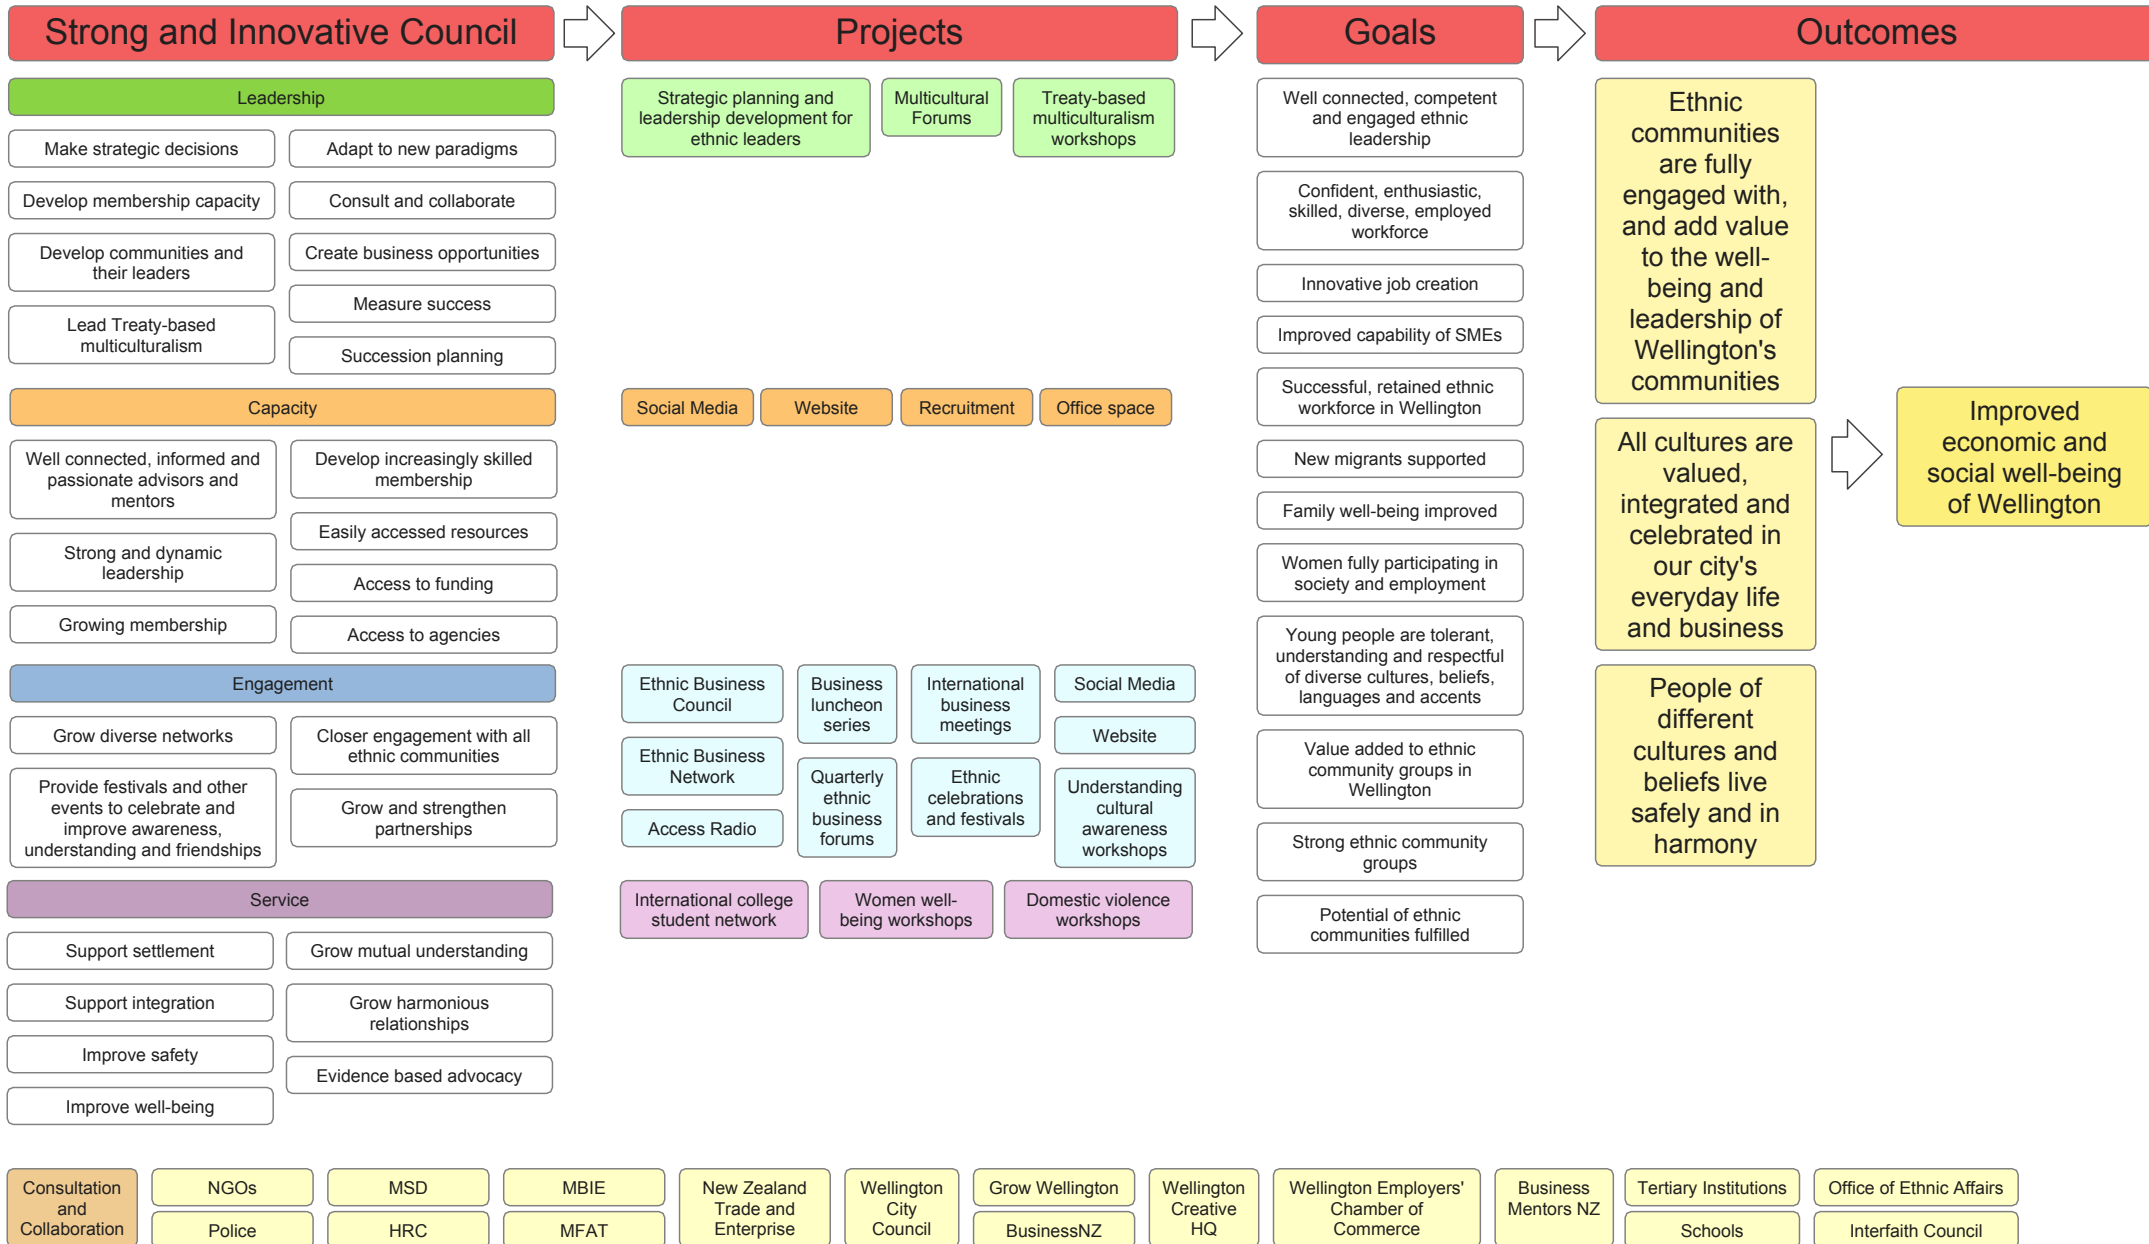 Strong and Innovative Council
Projects
Goals
Outcomes
Leadership
Make strategic decisions
Develop membership capacity
Develop communities and
their leaders
Lead Treaty-based
multiculturalism
Adapt to new paradigms
Consult and collaborate
Create business opportunities
Measure success
Succession planning
Capacity
Well connected, informed and
passionate advisors and
mentors
Strong and dynamic
leadership
Growing membership
Develop increasingly skilled
membership
Easily accessed resources
Access to funding
Access to agencies
Engagement
Grow diverse networks
Provide festivals and other
events to celebrate and
improve awareness,
understanding and friendships
Closer engagement with all
ethnic communities
Grow and strengthen
partnerships
Service
Support settlement
Support integration
Improve safety
Improve well-being
Grow mutual understanding
Grow harmonious
relationships
Evidence based advocacy
Strategic planning and
leadership development for
ethnic leaders
Multicultural
Forums
Treaty-based
multiculturalism
workshops
Social Media
Website
Recruitment
Office space
Ethnic Business
Council
Ethnic Business
Network
Access Radio
Business
luncheon
series
Quarterly
ethnic
business
forums
International
business
meetings
Ethnic
celebrations
and festivals
Social Media
Website
Understanding
cultural
awareness
workshops
International college
student network
Women well-
being workshops
Domestic violence
workshops
Well connected, competent
and engaged ethnic
leadership
Confident, enthusiastic,
skilled, diverse, employed
workforce
Innovative job creation
Improved capability of SMEs
Successful, retained ethnic
workforce in Wellington
New migrants supported
Family well-being improved
Women fully participating in
society and employment
Young people are tolerant,
understanding and respectful
of diverse cultures, beliefs,
languages and accents
Value added to ethnic
community groups in
Wellington
Strong ethnic community
groups
Potential of ethnic
communities fulfilled
Ethnic
communities
are fully
engaged with,
and add value
to the well-
being and
leadership of
Wellington's
communities
All cultures are
valued,
integrated and
celebrated in
our city's
everyday life
and business
People of
different
cultures and
beliefs live
safely and in
harmony
Improved
economic and
social well-being
of Wellington
Consultation
and
Collaboration
NGOs
Police
MSD
HRC
MBIE
MFAT
New Zealand
Trade and
Enterprise
Wellington
City
Council
Grow Wellington
BusinessNZ
Wellington
Creative
HQ
Wellington Employers'
Chamber of
Commerce
Business
Mentors NZ
Tertiary Institutions
Schools
Office of Ethnic Affairs
Interfaith Council